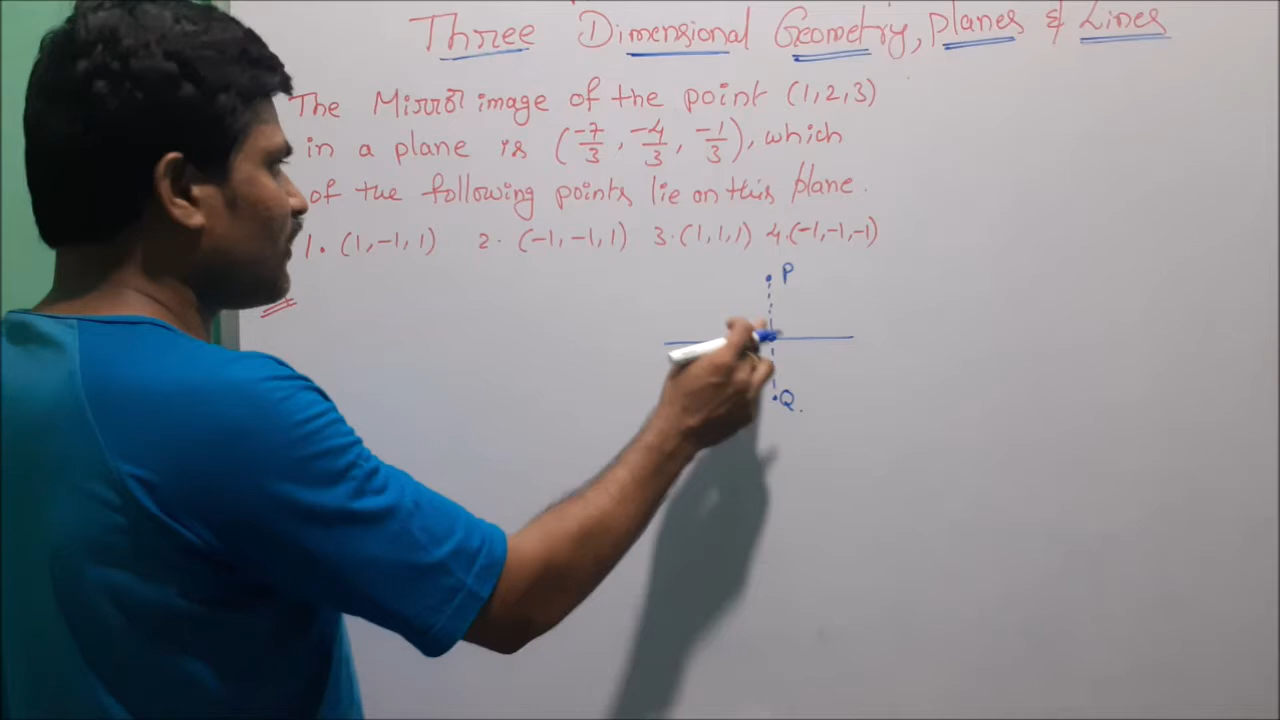 Three Dimensional Geometry, planes & Lines
The Mirror image of the point (1,2,3)
in a plane is (-7/3, -4/3, -1/3), which
of the following points lie on this plane.
1. (1,-1,1) 2. (-1,-1,1) 3. (1,1,1) 4. (-1,-1,-1)
P
Q.